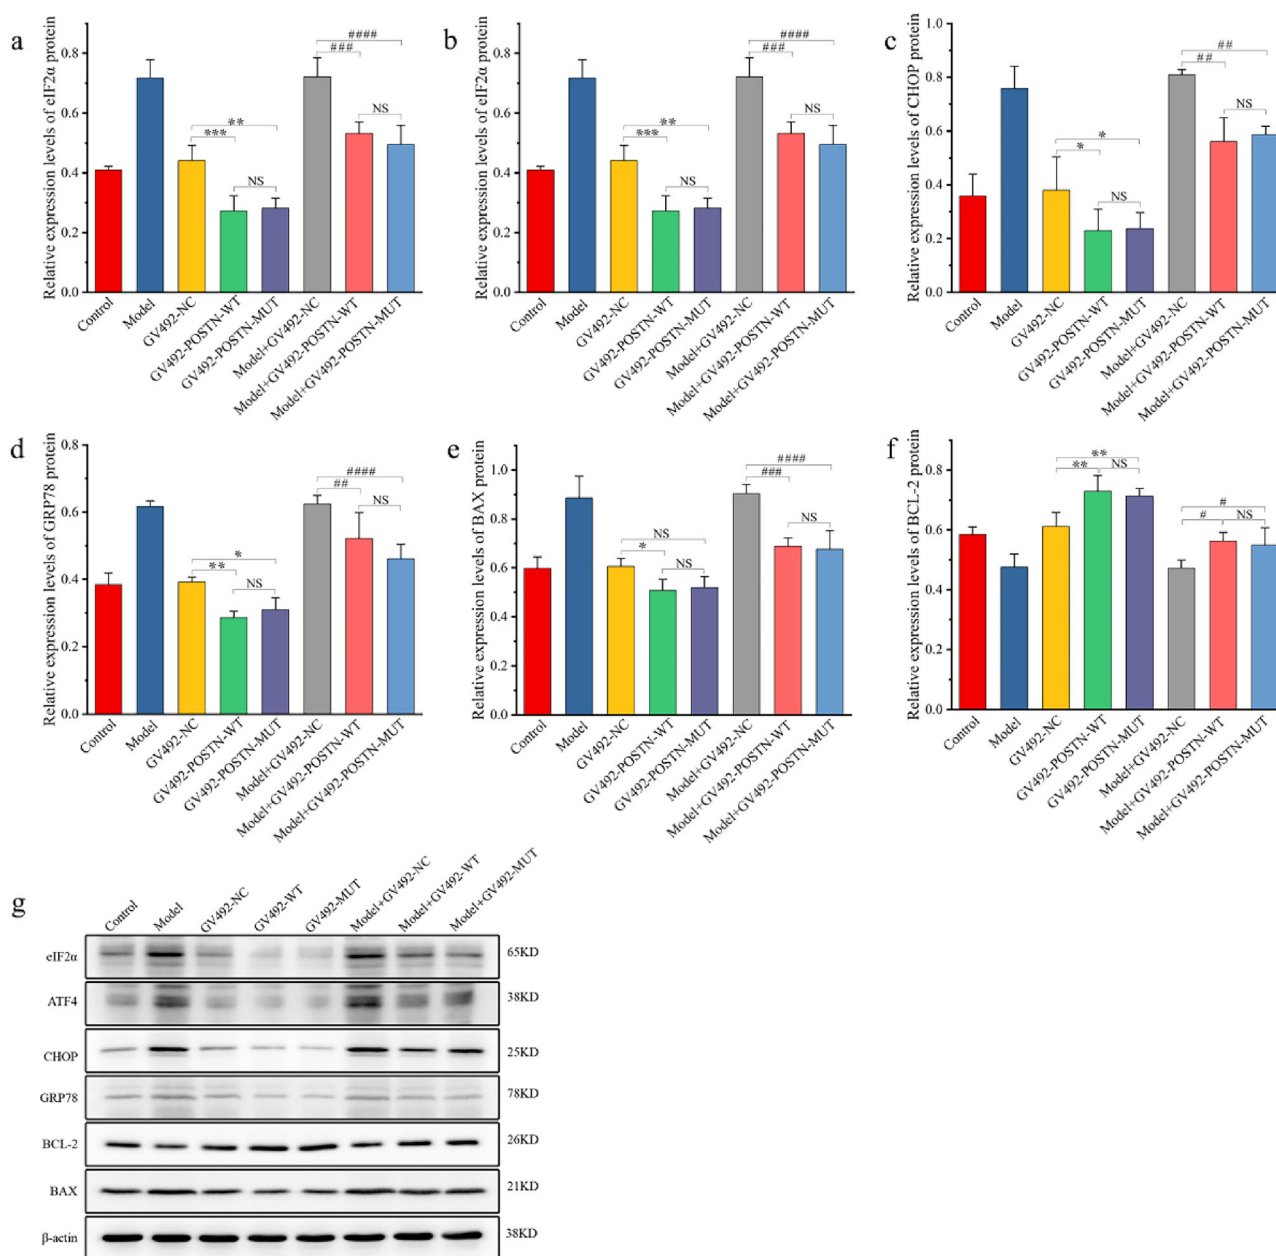 a
Relative expression levels of eIF2α protein
0.8
0.6
0.4
0.2
0.0
***
**
NS
###
####
NS
Control
Model
GV492-NC
GV492-POSTN-WT
GV492-POSTN-MUT
Model+GV492-NC
Model+GV492-POSTN-WT
Model+GV492-POSTN-MUT
b
Relative expression levels of eIF2α protein
0.8
0.6
0.4
0.2
0.0
***
**
NS
###
####
NS
Control
Model
GV492-NC
GV492-POSTN-WT
GV492-POSTN-MUT
Model+GV492-NC
Model+GV492-POSTN-WT
Model+GV492-POSTN-MUT
c
Relative expression levels of CHOP protein
1.0
0.8
0.6
0.4
0.2
0.0
*
*
NS
##
##
NS
Control
Model
GV492-NC
GV492-POSTN-WT
GV492-POSTN-MUT
Model+GV492-NC
Model+GV492-POSTN-WT
Model+GV492-POSTN-MUT
d
Relative expression levels of GRP78 protein
0.8
0.6
0.4
0.2
0.0
**
*
NS
##
####
NS
Control
Model
GV492-NC
GV492-POSTN-WT
GV492-POSTN-MUT
Model+GV492-NC
Model+GV492-POSTN-WT
Model+GV492-POSTN-MUT
e
Relative expression levels of BAX protein
1.0
0.8
0.6
0.4
0.2
0.0
*
NS
NS
###
####
NS
Control
Model
GV492-NC
GV492-POSTN-WT
GV492-POSTN-MUT
Model+GV492-NC
Model+GV492-POSTN-WT
Model+GV492-POSTN-MUT
f
Relative expression levels of BCL-2 protein
0.8
0.6
0.4
0.2
0.0
**
**
NS
#
#
NS
Control
Model
GV492-NC
GV492-POSTN-WT
GV492-POSTN-MUT
Model+GV492-NC
Model+GV492-POSTN-WT
Model+GV492-POSTN-MUT
g
Control
Model
GV492-NC
GV492-WT
GV492-MUT
Model+GV492-NC
Model+GV492-WT
Model+GV492-MUT
eIF2α 65KD
ATF4 38KD
CHOP 25KD
GRP78 78KD
BCL-2 26KD
BAX 21KD
β-actin 38KD